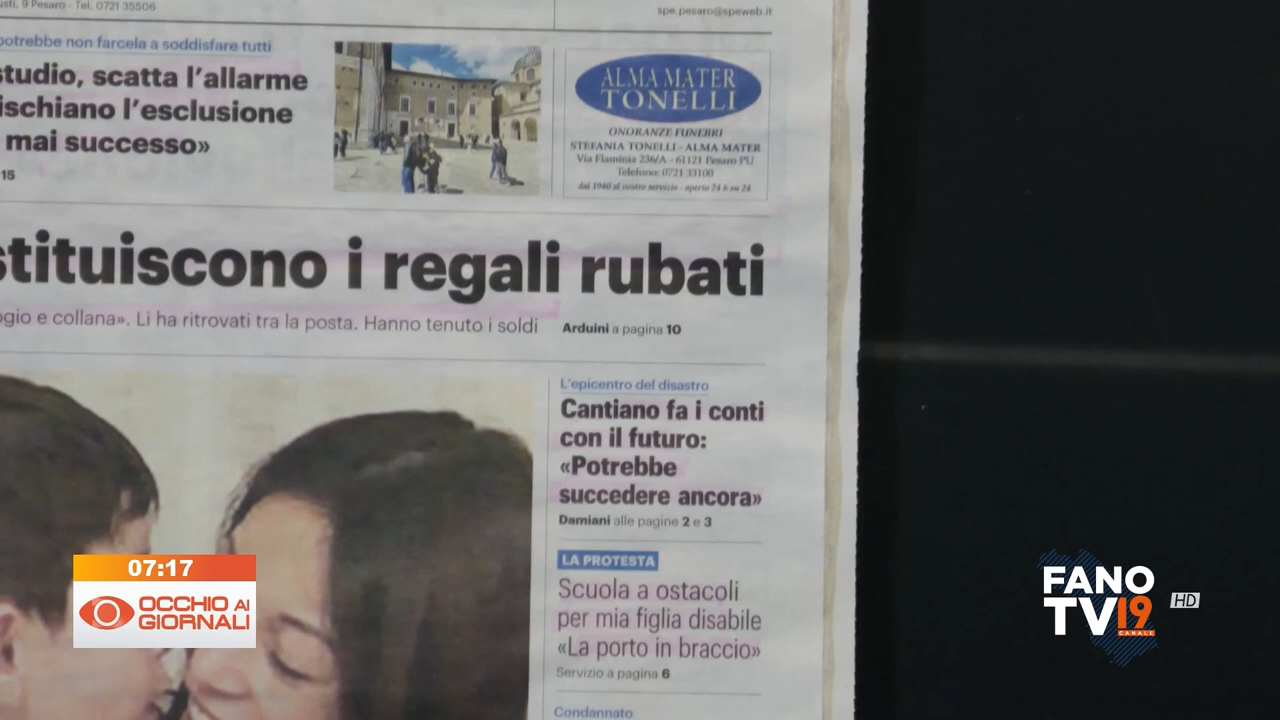 9 Pesaro - Tel. 0721 35506
spe.pesaro@speweb.it
potrebbe non farcela a soddisfare tutti
studio, scatta l'allarme
ischiano l'esclusione
mai successo»
15
ALMA MATER
TONELLI
ONORANZE FUNEBRI
STEFANIA TONELLI - ALMA MATER
Via Flaminia 236/A - 61121 Pesaro PU
Telefono: 0721 33100
dal 1940 al vostro servizio - aperto 24 h su 24
stituiscono i regali rubati
ogio e collana». Li ha ritrovati tra la posta. Hanno tenuto i soldi
Arduini a pagina 10
L'epicentro del disastro
Cantiano fa i conti
con il futuro:
«Potrebbe
succedere ancora»
Damiani alle pagine 2 e 3
LA PROTESTA
Scuola a ostacoli
per mia figlia disabile
«La porto in braccio»
Servizio a pagina 6
Condannato
07:17
OCCHIO AI
GIORNALI
FANO
TV 19
CANALE
HD